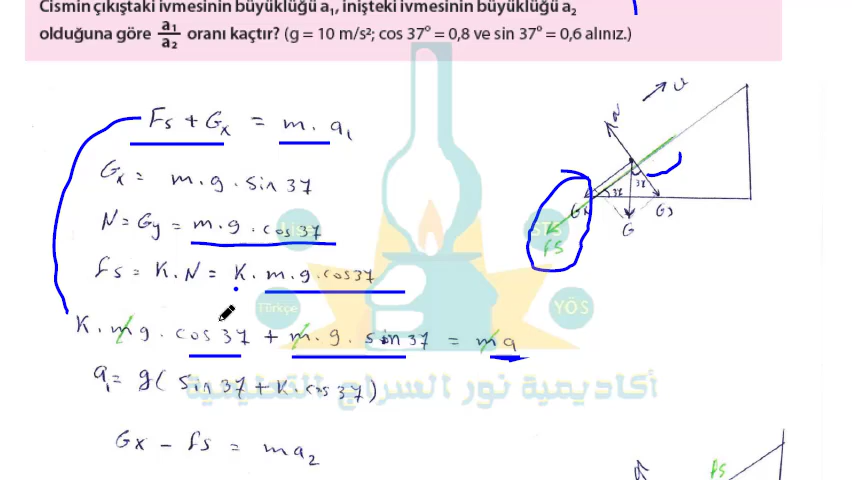 Cismin çıkıştaki ivmesinin büyüklüğü a₁, inişteki ivmesinin büyüklüğü a₂
olduğuna göre a₁/a₂ oranı kaçtır? (g = 10 m/s²; cos 37° = 0,8 ve sin 37° = 0,6 alınız.)
Fs + Gx = m . a₁
Gx = m . g . sin 37
N = Gy = m . g . cos 37
fs = K . N = K . m . g . cos 37
K . m g . cos 37 + m . g . sin 37 = m a
a₁ = g ( sin 37 + K . cos 37 )
Gx - fs = m a₂
υ
37
37
Gx
G
Gy
fs
Lise
STS
Türkçe
YÖS
أكاديمية نور السراج التعليمية
fs